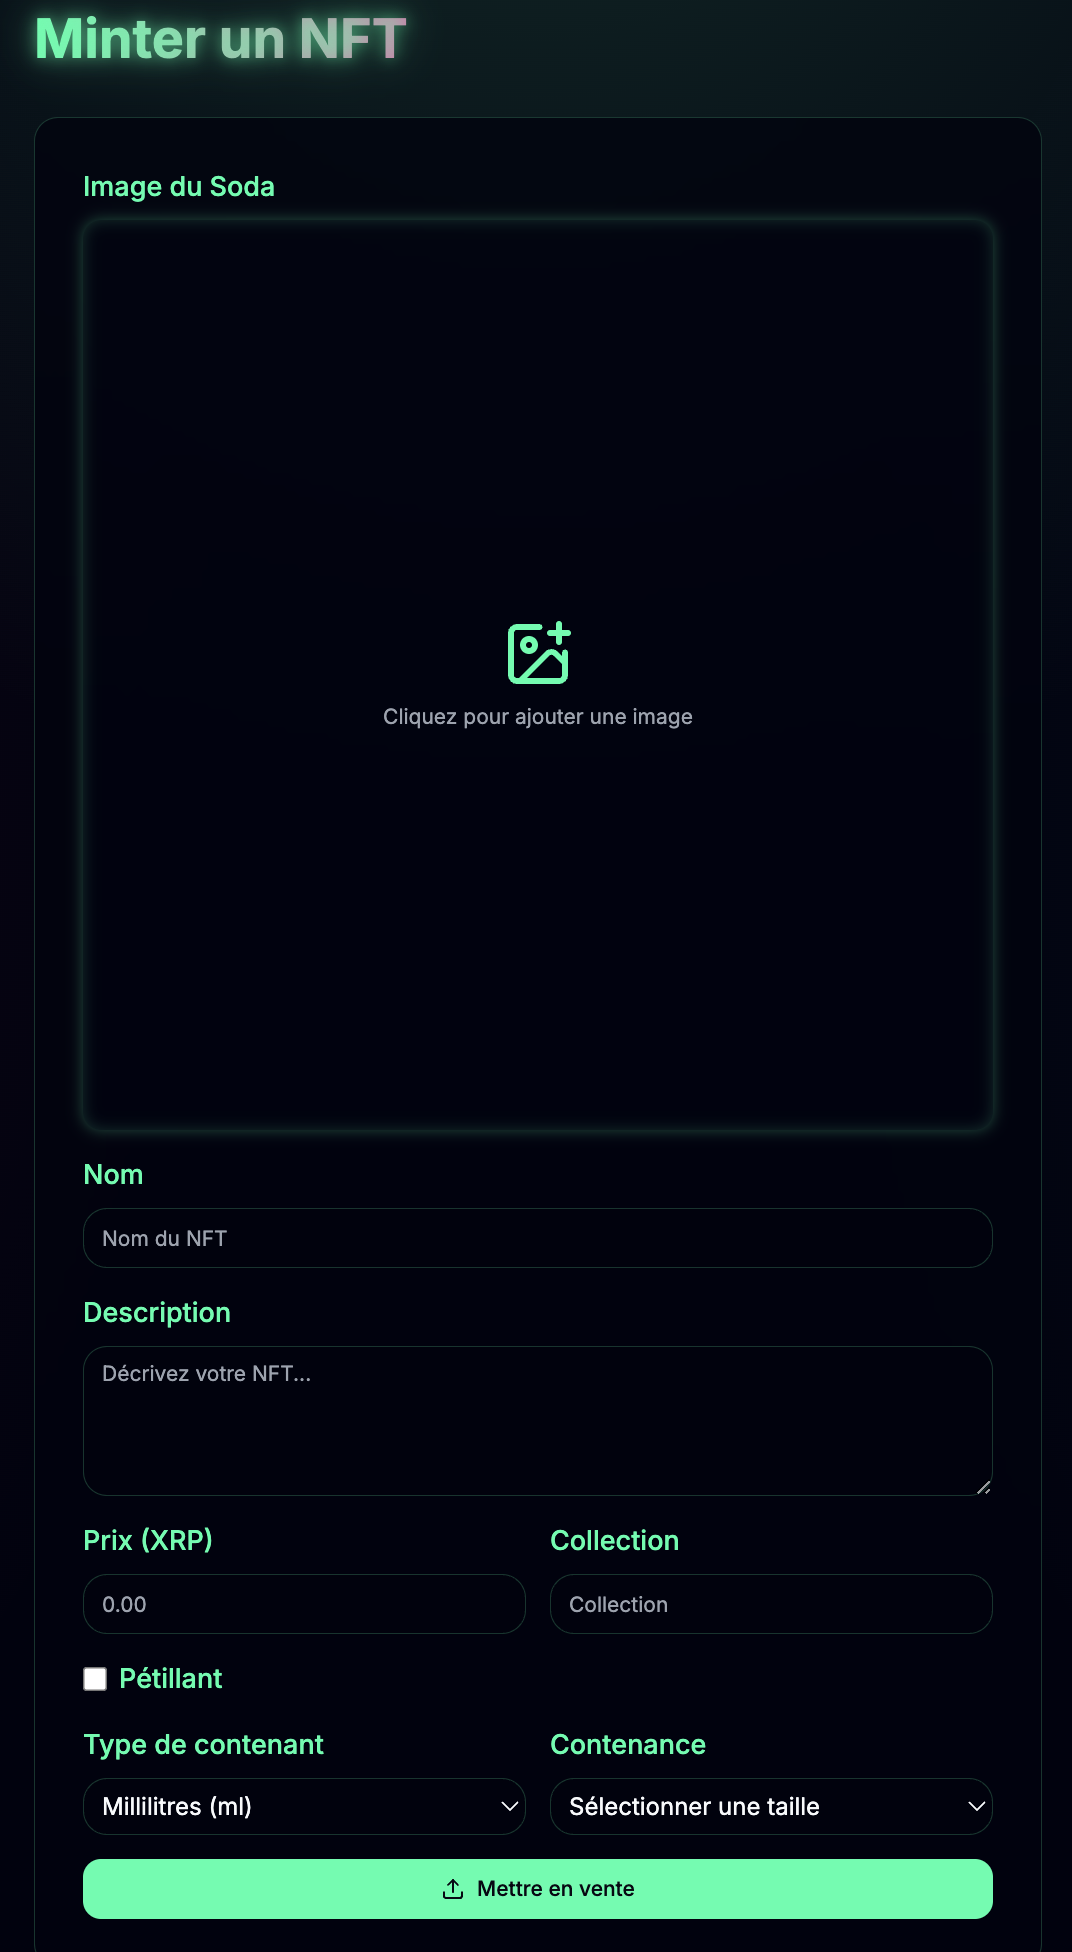 Minter un NFT
Image du Soda
Cliquez pour ajouter une image
Nom
Nom du NFT
Description
Décrivez votre NFT...
Prix (XRP)
Collection
0.00
Collection
Pétillant
Type de contenant
Contenance
Millilitres (ml)
Sélectionner une taille
Mettre en vente